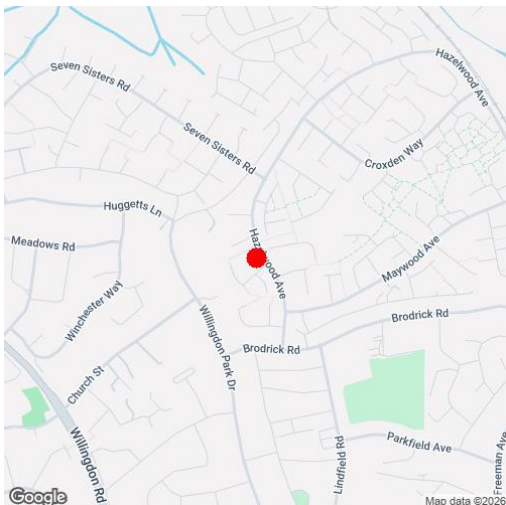 Hazelwood Ave
Seven Sisters Rd
Seven Sisters Rd
Croxden Way
Huggetts Ln
Hazelwood Ave
Meadows Rd
Maywood Ave
Winchester Way
Willingdon Park Dr
Brodrick Rd
Brodrick Rd
Church St
Willingdon Rd
Parkfield Ave
Lindfield Rd
Freeman Ave
Google
Map data ©2026